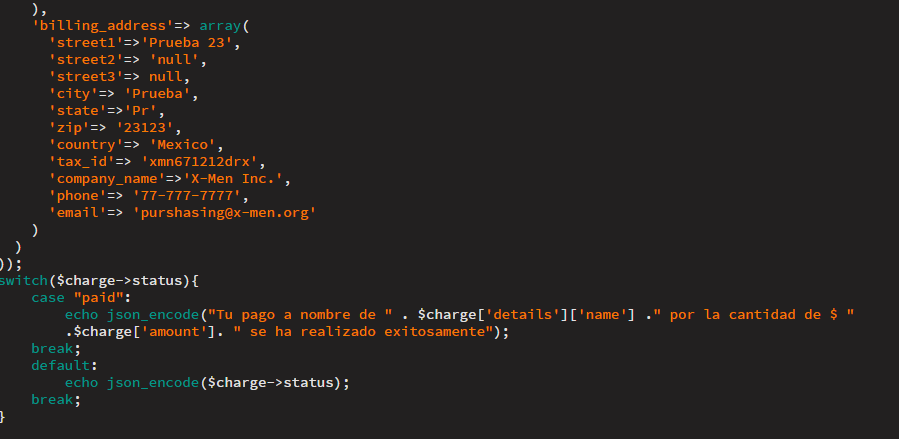 ),
'billing_address'=> array(
'street1'=>'Prueba 23',
'street2'=> 'null',
'street3'=> null,
'city'=> 'Prueba',
'state'=>'Pr',
'zip'=> '23123',
'country'=> 'Mexico',
'tax_id'=> 'xmn671212drx',
'company_name'=>'X-Men Inc.',
'phone'=> '77-777-7777',
'email'=> 'purshasing@x-men.org'
)
)
));
switch($charge->status){
case "paid":
echo json_encode("Tu pago a nombre de " . $charge['details']['name'] ." por la cantidad de $ "
.$charge['amount']. " se ha realizado exitosamente");
break;
default:
echo json_encode($charge->status);
break;
}